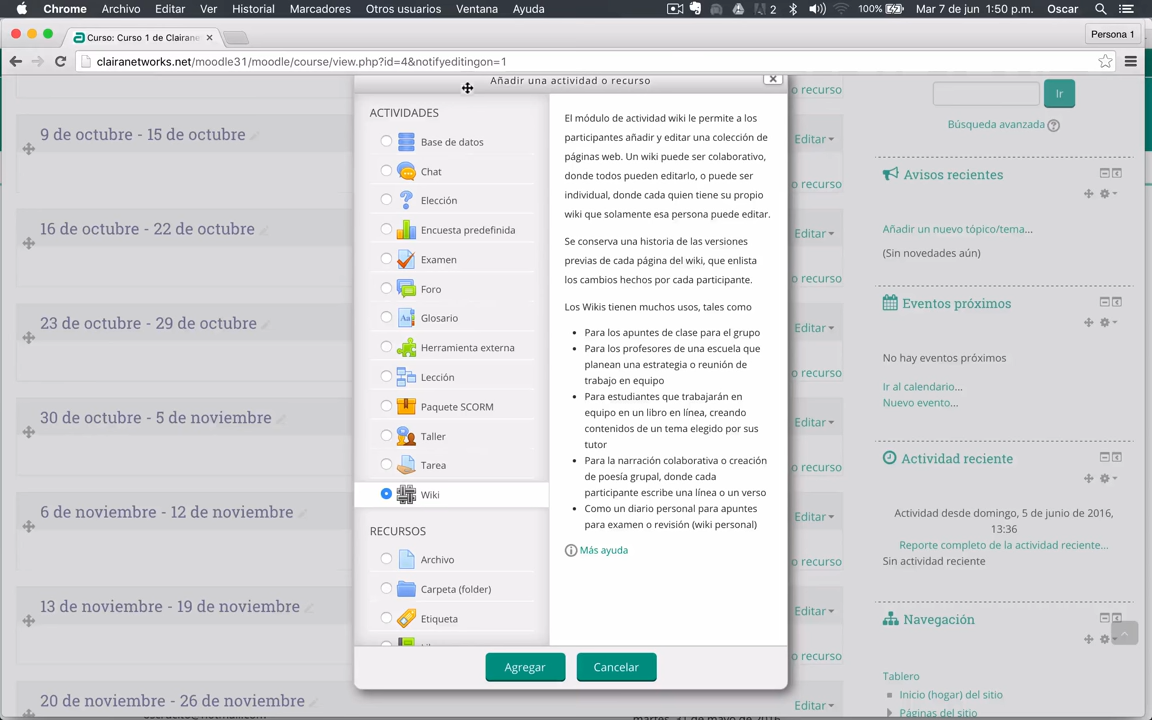 Chrome Archivo Editar Ver Historial Marcadores Otros usuarios Ventana Ayuda 2 100% Mar 7 de jun 1:50 p.m. Oscar
Curso: Curso 1 de Clairane × Persona 1
clairanetworks.net/moodle31/moodle/course/view.php?id=4&notifyeditingon=1
Añadir una actividad o recurso
ACTIVIDADES
Base de datos
Chat
Elección
Encuesta predefinida
Examen
Foro
Glosario
Herramienta externa
Lección
Paquete SCORM
Taller
Tarea
Wiki
RECURSOS
Archivo
Carpeta (folder)
Etiqueta
El módulo de actividad wiki le permite a los
participantes añadir y editar una colección de
páginas web. Un wiki puede ser colaborativo,
donde todos pueden editarlo, o puede ser
individual, donde cada quien tiene su propio
wiki que solamente esa persona puede editar.
Se conserva una historia de las versiones
previas de cada página del wiki, que enlista
los cambios hechos por cada participante.
Los Wikis tienen muchos usos, tales como
• Para los apuntes de clase para el grupo
• Para los profesores de una escuela que
planean una estrategia o reunión de
trabajo en equipo
• Para estudiantes que trabajarán en
equipo en un libro en línea, creando
contenidos de un tema elegido por sus
tutor
• Para la narración colaborativa o creación
de poesía grupal, donde cada
participante escribe una línea o un verso
• Como un diario personal para apuntes
para examen o revisión (wiki personal)
Más ayuda
Agregar Cancelar
9 de octubre - 15 de octubre
16 de octubre - 22 de octubre
23 de octubre - 29 de octubre
30 de octubre - 5 de noviembre
6 de noviembre - 12 de noviembre
13 de noviembre - 19 de noviembre
20 de noviembre - 26 de noviembre
o recurso
Editar
o recurso
Editar
o recurso
Editar
o recurso
Editar
o recurso
Editar
o recurso
Editar
o recurso
Editar
Ir
Búsqueda avanzada
Avisos recientes
Añadir un nuevo tópico/tema...
(Sin novedades aún)
Eventos próximos
No hay eventos próximos
Ir al calendario...
Nuevo evento...
Actividad reciente
Actividad desde domingo, 5 de junio de 2016,
13:36
Reporte completo de la actividad reciente...
Sin actividad reciente
Navegación
Tablero
Inicio (hogar) del sitio
Páginas del sitio